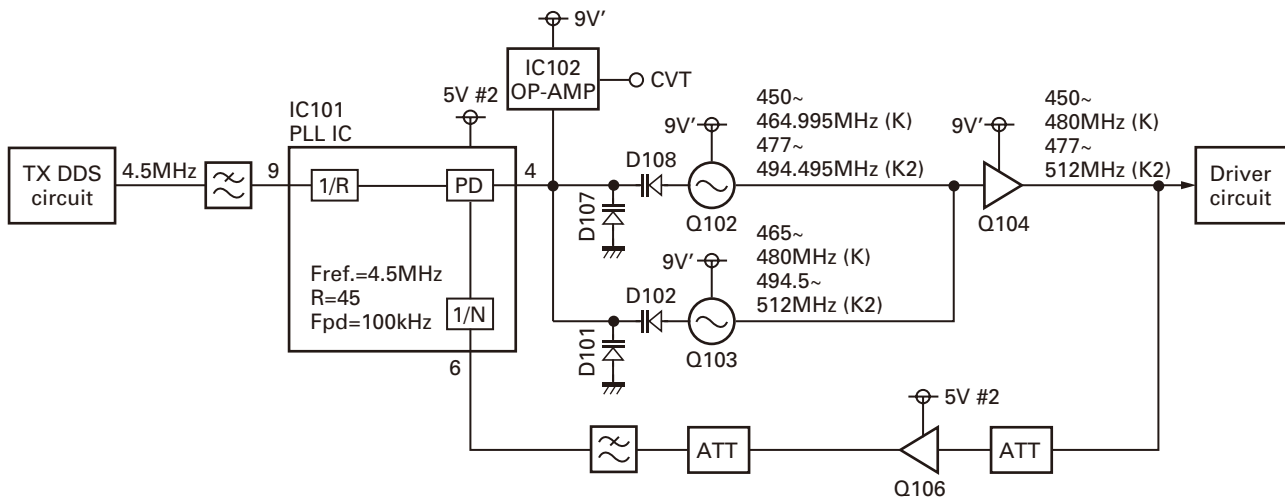 TX DDS
circuit
4.5MHz
9
IC101
PLL IC
5V #2
1/R
PD
4
Fref.=4.5MHz
R=45
Fpd=100kHz
1/N
6
9V'
IC102
OP-AMP
CVT
D108
D107
9V'
Q102
450~
464.995MHz (K)
477~
494.495MHz (K2)
D102
D101
9V'
Q103
465~
480MHz (K)
494.5~
512MHz (K2)
9V'
Q104
450~
480MHz (K)
477~
512MHz (K2)
Driver
circuit
ATT
5V #2
Q106
ATT